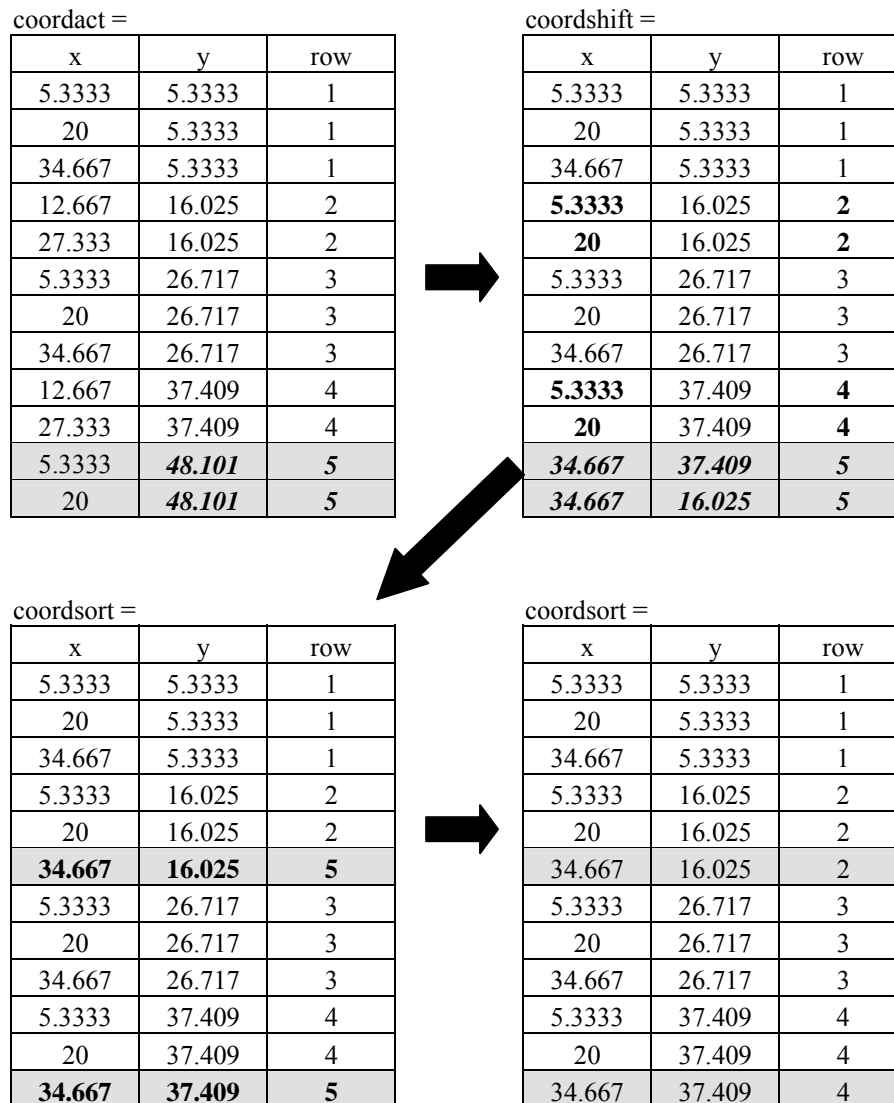 coordact =
x y row
5.3333 5.3333 1
20 5.3333 1
34.667 5.3333 1
12.667 16.025 2
27.333 16.025 2
5.3333 26.717 3
20 26.717 3
34.667 26.717 3
12.667 37.409 4
27.333 37.409 4
5.3333 48.101 5
20 48.101 5
coordshift =
x y row
5.3333 5.3333 1
20 5.3333 1
34.667 5.3333 1
5.3333 16.025 2
20 16.025 2
5.3333 26.717 3
20 26.717 3
34.667 26.717 3
5.3333 37.409 4
20 37.409 4
34.667 37.409 5
34.667 16.025 5
coordsort =
x y row
5.3333 5.3333 1
20 5.3333 1
34.667 5.3333 1
5.3333 16.025 2
20 16.025 2
34.667 16.025 5
5.3333 26.717 3
20 26.717 3
34.667 26.717 3
5.3333 37.409 4
20 37.409 4
34.667 37.409 5
coordsort =
x y row
5.3333 5.3333 1
20 5.3333 1
34.667 5.3333 1
5.3333 16.025 2
20 16.025 2
34.667 16.025 2
5.3333 26.717 3
20 26.717 3
34.667 26.717 3
5.3333 37.409 4
20 37.409 4
34.667 37.409 4